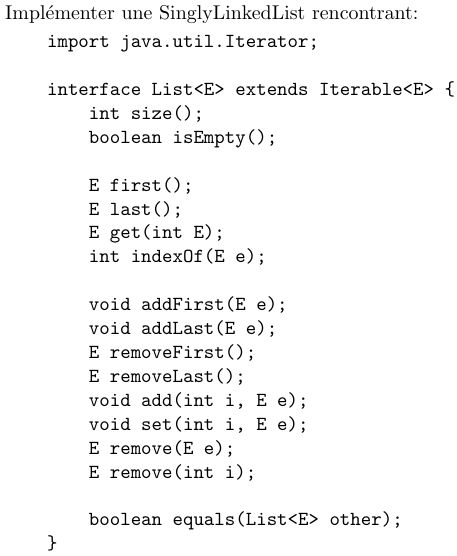 Implémenter une SinglyLinkedList rencontrant:
import java.util.Iterator;
interface List<E> extends Iterable<E> {
int size();
boolean isEmpty();
E first();
E last();
E get(int E);
int indexOf(E e);
void addFirst(E e);
void addLast(E e);
E removeFirst();
E removeLast();
void add(int i, E e);
void set(int i, E e);
E remove(E e);
E remove(int i);
boolean equals(List<E> other);
}